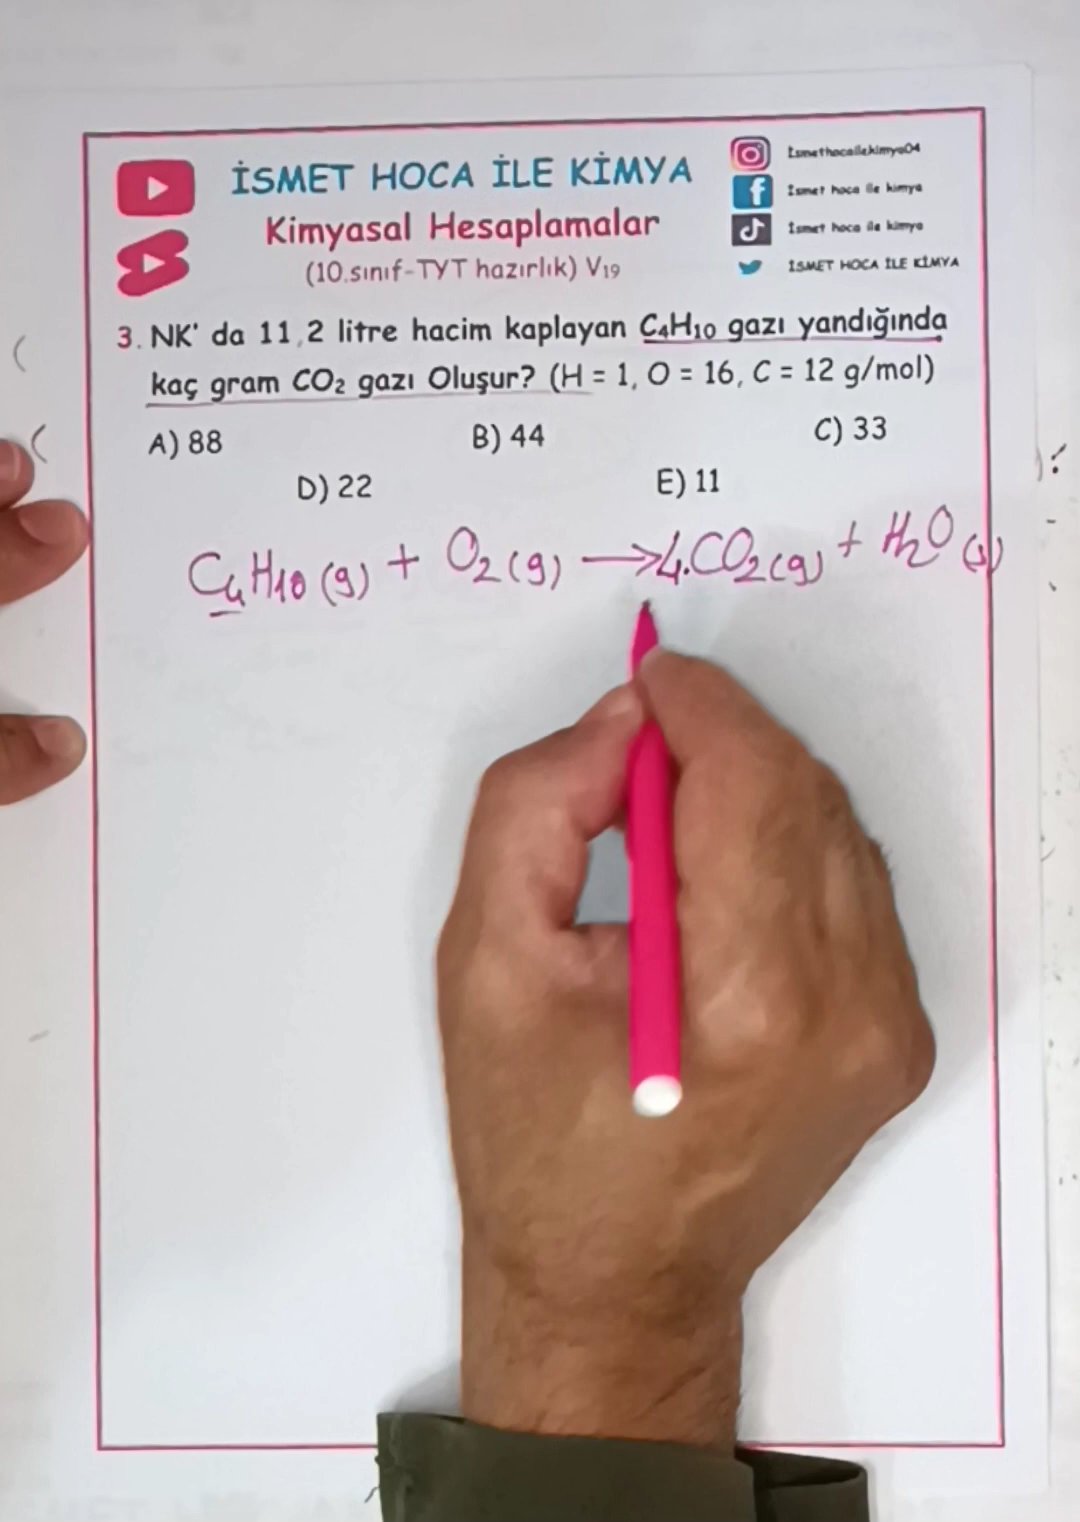 İSMET HOCA İLE KİMYA
Kimyasal Hesaplamalar
(10.sınıf-TYT hazırlık) V19
İsmethocailekimya04
İsmet hoca ile kimya
İsmet hoca ile kimya
İSMET HOCA İLE KİMYA
3. NK' da 11,2 litre hacim kaplayan C₄H₁₀ gazı yandığında
kaç gram CO₂ gazı Oluşur? (H = 1, O = 16, C = 12 g/mol)
A) 88 B) 44 C) 33
D) 22 E) 11
C₄H₁₀(g) + O₂(g) → 4.CO₂(g) + H₂O(s)